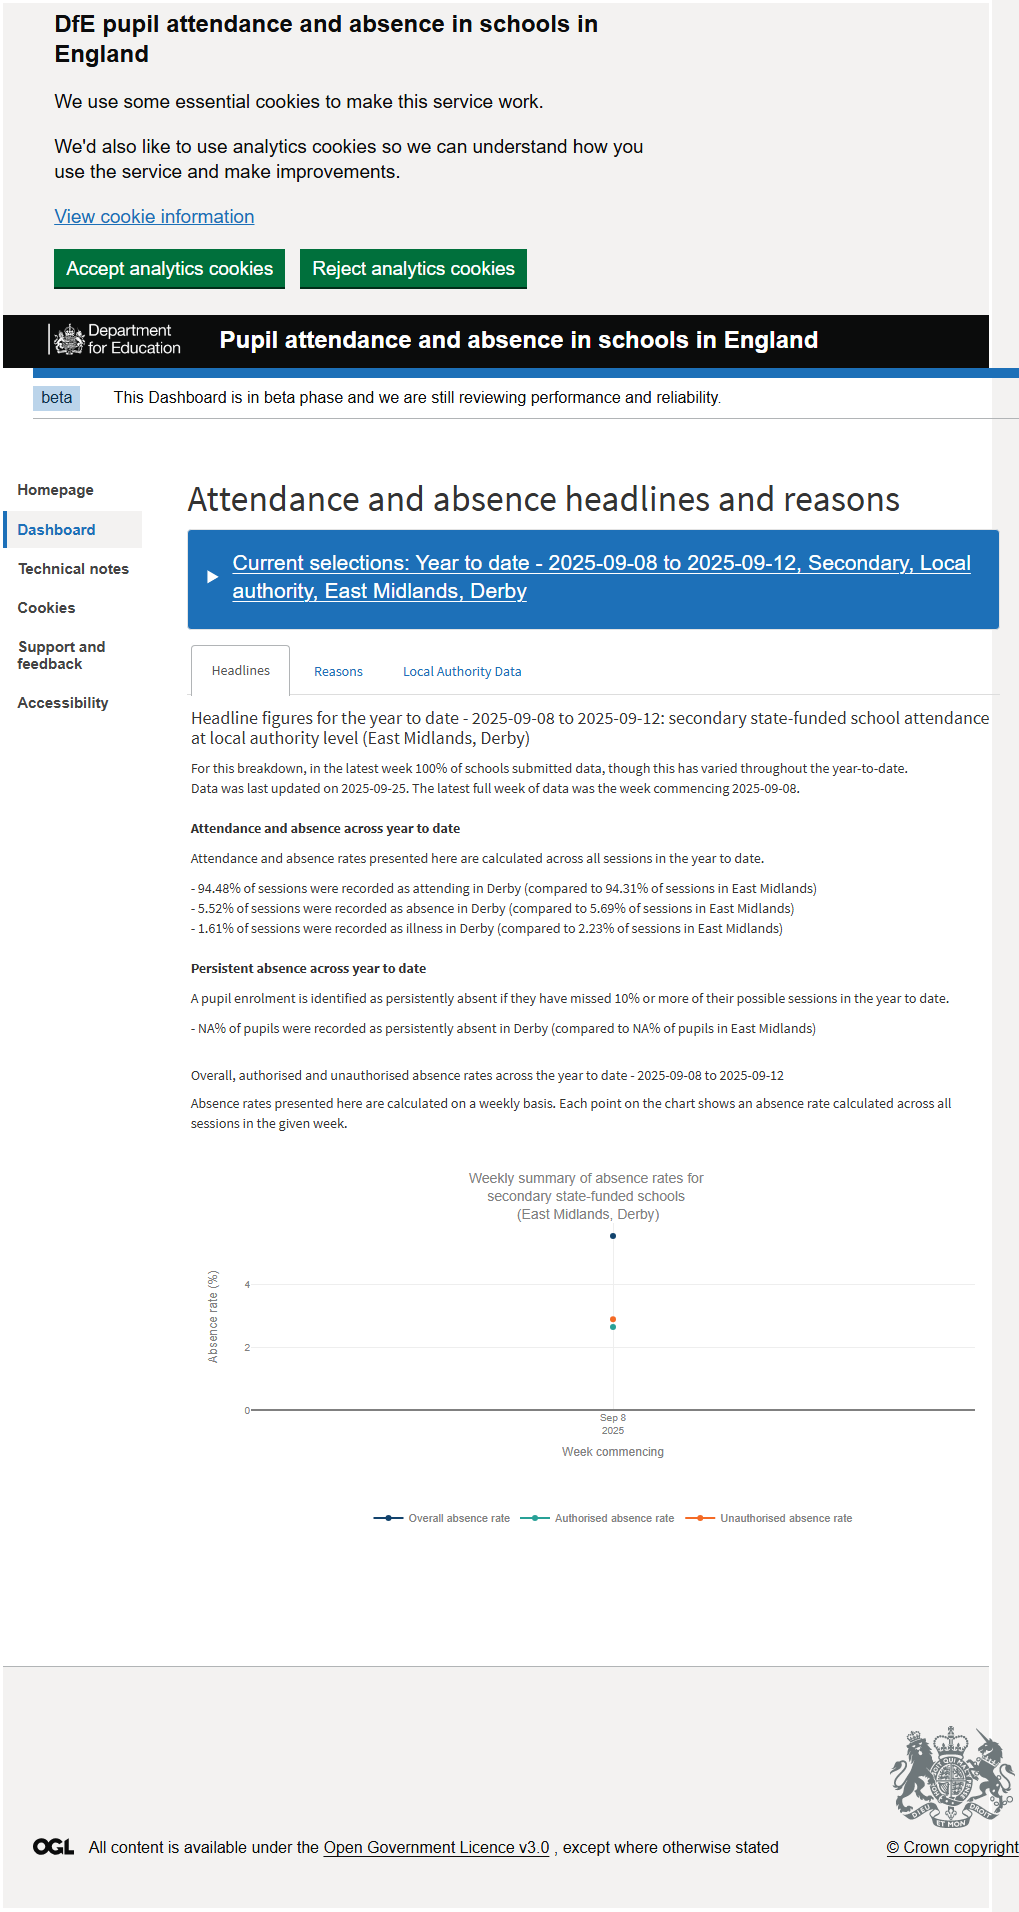 DfE pupil attendance and absence in schools in
England
We use some essential cookies to make this service work.
We'd also like to use analytics cookies so we can understand how you
use the service and make improvements.
View cookie information
Accept analytics cookies
Reject analytics cookies
Department
for Education
Pupil attendance and absence in schools in England
beta
This Dashboard is in beta phase and we are still reviewing performance and reliability.
Homepage
Dashboard
Technical notes
Cookies
Support and
feedback
Accessibility
Attendance and absence headlines and reasons
Current selections: Year to date - 2025-09-08 to 2025-09-12, Secondary, Local
authority, East Midlands, Derby
Headlines
Reasons
Local Authority Data
Headline figures for the year to date - 2025-09-08 to 2025-09-12: secondary state-funded school attendance
at local authority level (East Midlands, Derby)
For this breakdown, in the latest week 100% of schools submitted data, though this has varied throughout the year-to-date.
Data was last updated on 2025-09-25. The latest full week of data was the week commencing 2025-09-08.
Attendance and absence across year to date
Attendance and absence rates presented here are calculated across all sessions in the year to date.
- 94.48% of sessions were recorded as attending in Derby (compared to 94.31% of sessions in East Midlands)
- 5.52% of sessions were recorded as absence in Derby (compared to 5.69% of sessions in East Midlands)
- 1.61% of sessions were recorded as illness in Derby (compared to 2.23% of sessions in East Midlands)
Persistent absence across year to date
A pupil enrolment is identified as persistently absent if they have missed 10% or more of their possible sessions in the year to date.
- NA% of pupils were recorded as persistently absent in Derby (compared to NA% of pupils in East Midlands)
Overall, authorised and unauthorised absence rates across the year to date - 2025-09-08 to 2025-09-12
Absence rates presented here are calculated on a weekly basis. Each point on the chart shows an absence rate calculated across all
sessions in the given week.
Weekly summary of absence rates for
secondary state-funded schools
(East Midlands, Derby)
Absence rate (%)
4
2
0
Sep 8
2025
Week commencing
Overall absence rate
Authorised absence rate
Unauthorised absence rate
DIEU ET MON DROIT
OGL
All content is available under the Open Government Licence v3.0 , except where otherwise stated
© Crown copyright